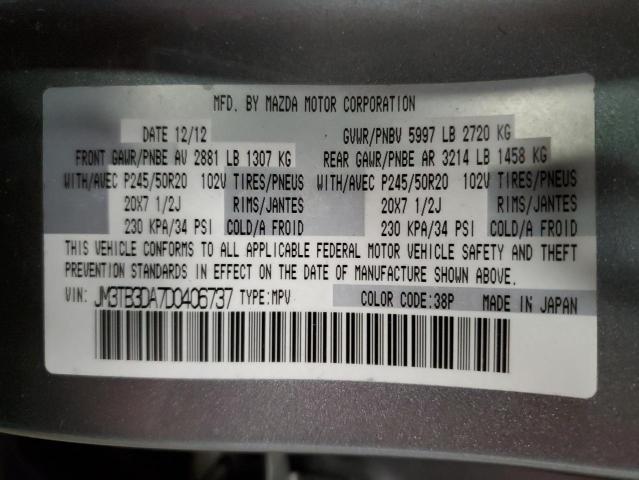 MFD. BY MAZDA MOTOR CORPORATION
DATE 12/12 GVWR/PNBV 5997 LB 2720 KG
FRONT GAWR/PNBE AV 2881 LB 1307 KG REAR GAWR/PNBE AR 3214 LB 1458 KG
WITH/AVEC P245/50R20 102V TIRES/PNEUS WITH/AVEC P245/50R20 102V TIRES/PNEUS
20X7 1/2J RIMS/JANTES 20X7 1/2J RIMS/JANTES
230 KPA/34 PSI COLD/A FROID 230 KPA/34 PSI COLD/A FROID
THIS VEHICLE CONFORMS TO ALL APPLICABLE FEDERAL MOTOR VEHICLE SAFETY AND THEFT
PREVENTION STANDARDS IN EFFECT ON THE DATE OF MANUFACTURE SHOWN ABOVE.
VIN: JM3TB3DA7D0406737 TYPE:MPV COLOR CODE:38P MADE IN JAPAN